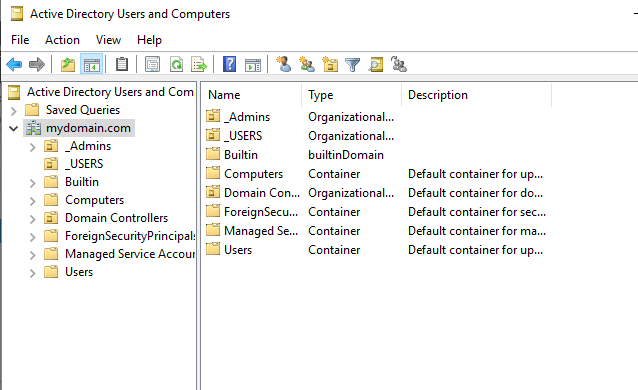 Active Directory Users and Computers
File Action View Help
Active Directory Users and Com
Saved Queries
mydomain.com
_Admins
_USERS
Builtin
Computers
Domain Controllers
ForeignSecurityPrincipals
Managed Service Accour
Users
Name Type Description
_Admins Organizational...
_USERS Organizational...
Builtin builtinDomain
Computers Container Default container for up...
Domain Con... Organizational... Default container for do...
ForeignSecu... Container Default container for sec...
Managed Se... Container Default container for ma...
Users Container Default container for up...